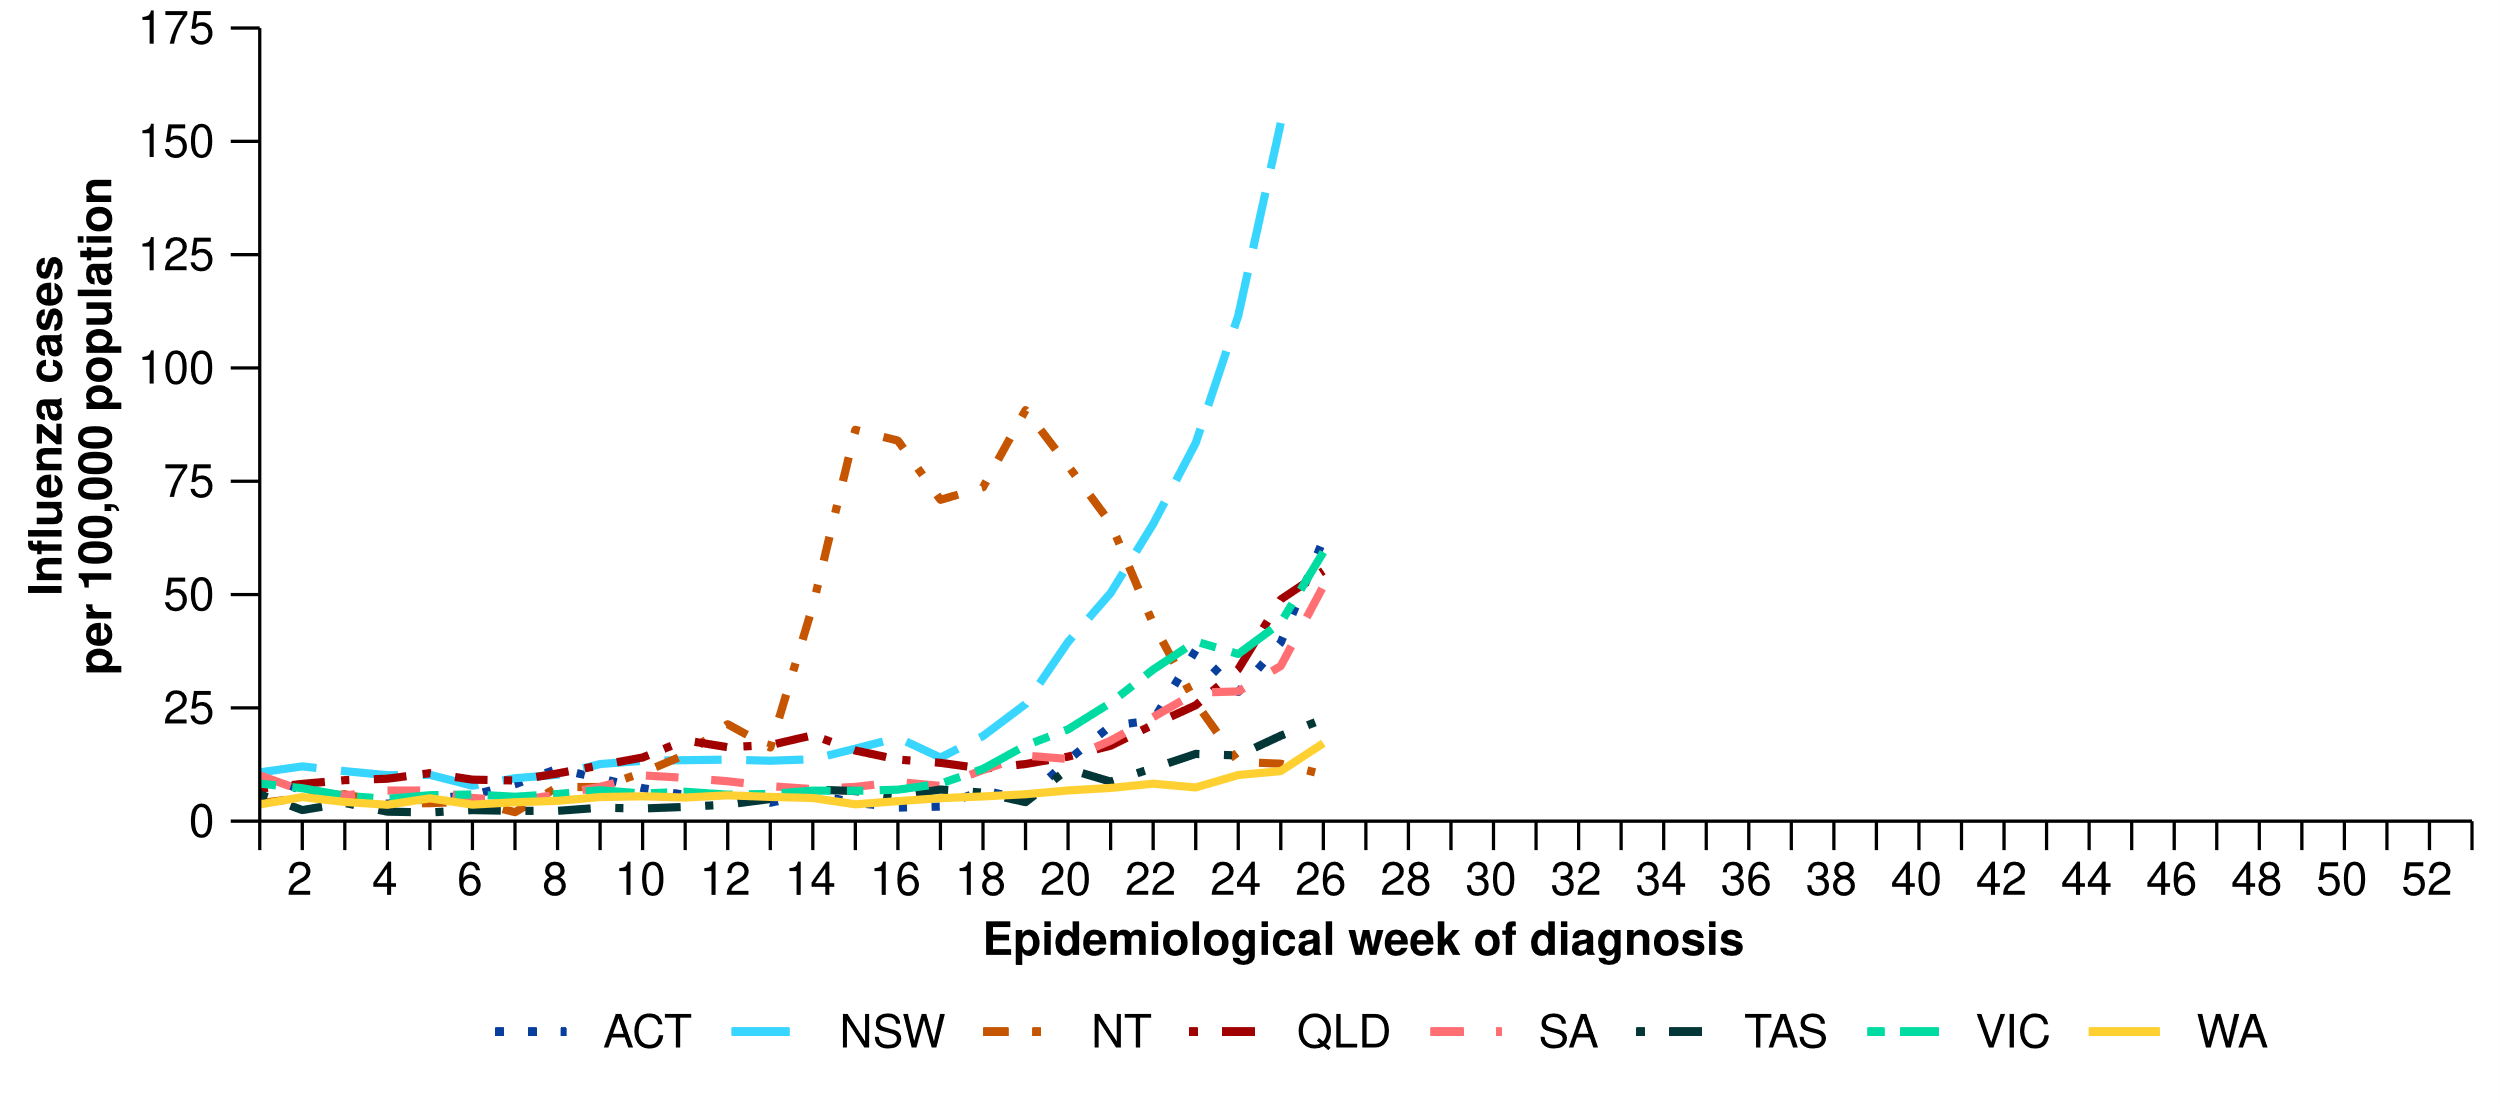 175
150
125
100
75
50
25
0
Influenza cases
per 100,000 population
2 4 6 8 10 12 14 16 18 20 22 24 26 28 30 32 34 36 38 40 42 44 46 48 50 52
Epidemiological week of diagnosis
ACT NSW NT QLD SA TAS VIC WA